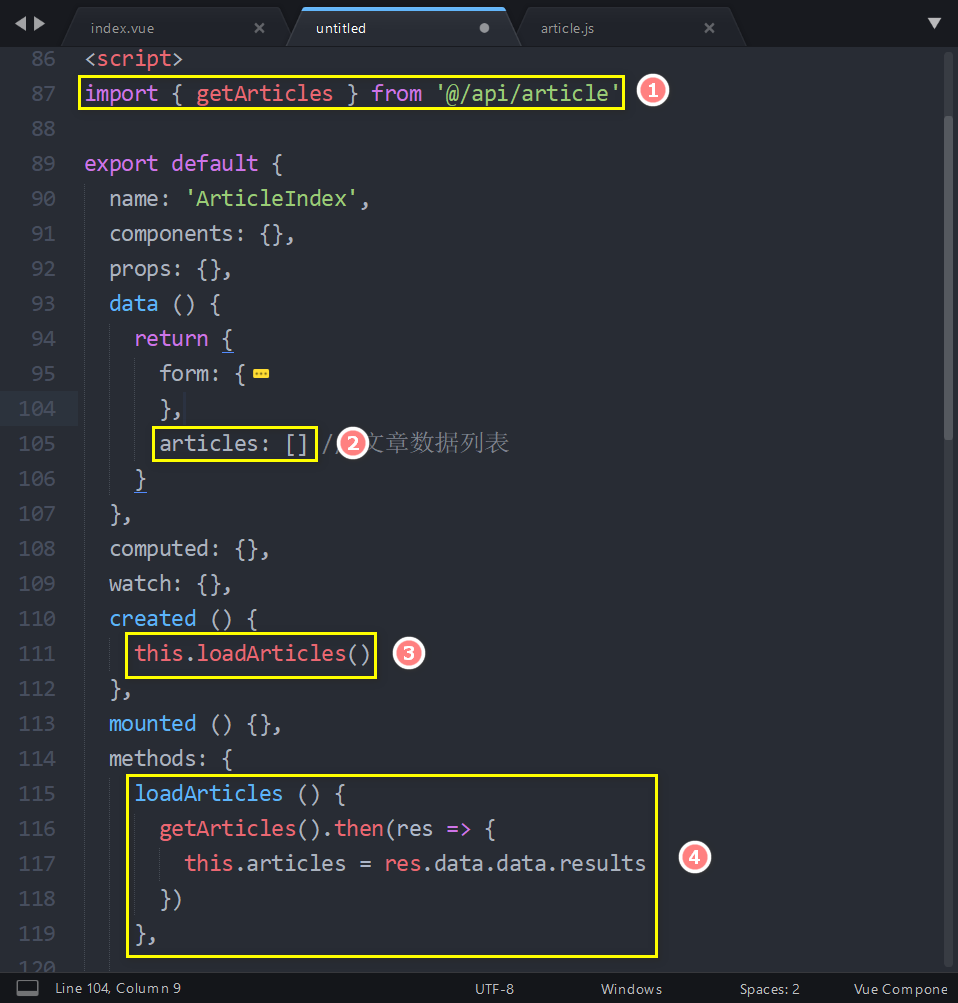 index.vue × untitled article.js ×
86 <script>
87 import { getArticles } from '@/api/article' 1
88
89 export default {
90 name: 'ArticleIndex',
91 components: {},
92 props: {},
93 data () {
94 return {
95 form: {
104 },
105 articles: [] / 2 文章数据列表
106 }
107 },
108 computed: {},
109 watch: {},
110 created () {
111 this.loadArticles() 3
112 },
113 mounted () {},
114 methods: {
115 loadArticles () {
116 getArticles().then(res => {
117 this.articles = res.data.data.results 4
118 })
119 },
120
Line 104, Column 9 UTF-8 Windows Spaces: 2 Vue Compone